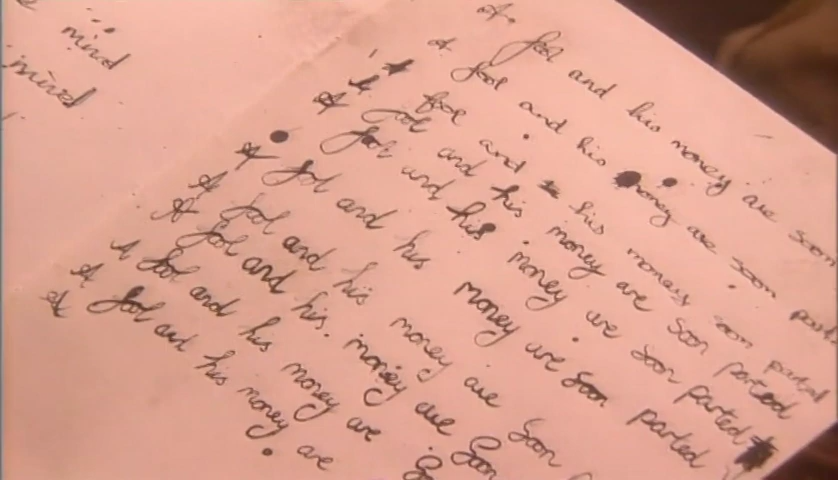 mind
mind
A fool and his money are soon
A fool and his money are soon parte
A fool and his money soon parted
A fool and his money are soon parted
A fool and his money are soon parted
A fool and his money are soon parted
A fool and his money are soon
A fool and his money are soon
A fool and his money are So
A fool and his money are